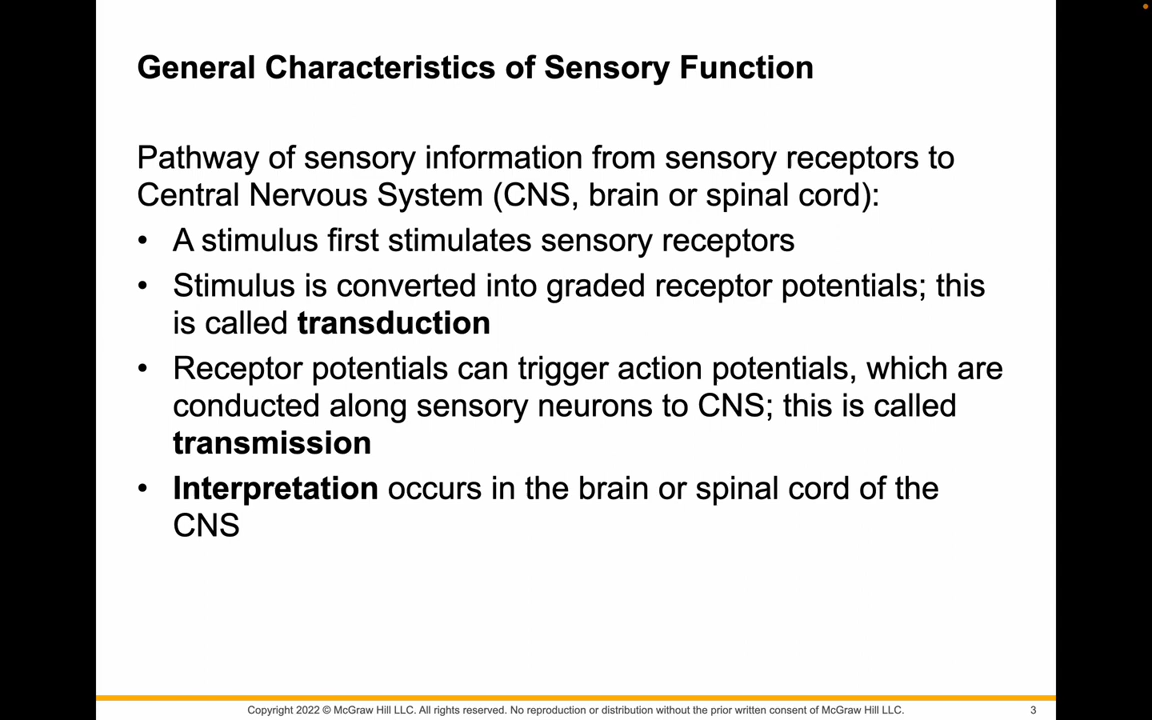 General Characteristics of Sensory Function
Pathway of sensory information from sensory receptors to
Central Nervous System (CNS, brain or spinal cord):
• A stimulus first stimulates sensory receptors
• Stimulus is converted into graded receptor potentials; this
is called transduction
• Receptor potentials can trigger action potentials, which are
conducted along sensory neurons to CNS; this is called
transmission
• Interpretation occurs in the brain or spinal cord of the
CNS
Copyright 2022 © McGraw Hill LLC. All rights reserved. No reproduction or distribution without the prior written consent of McGraw Hill LLC. 3